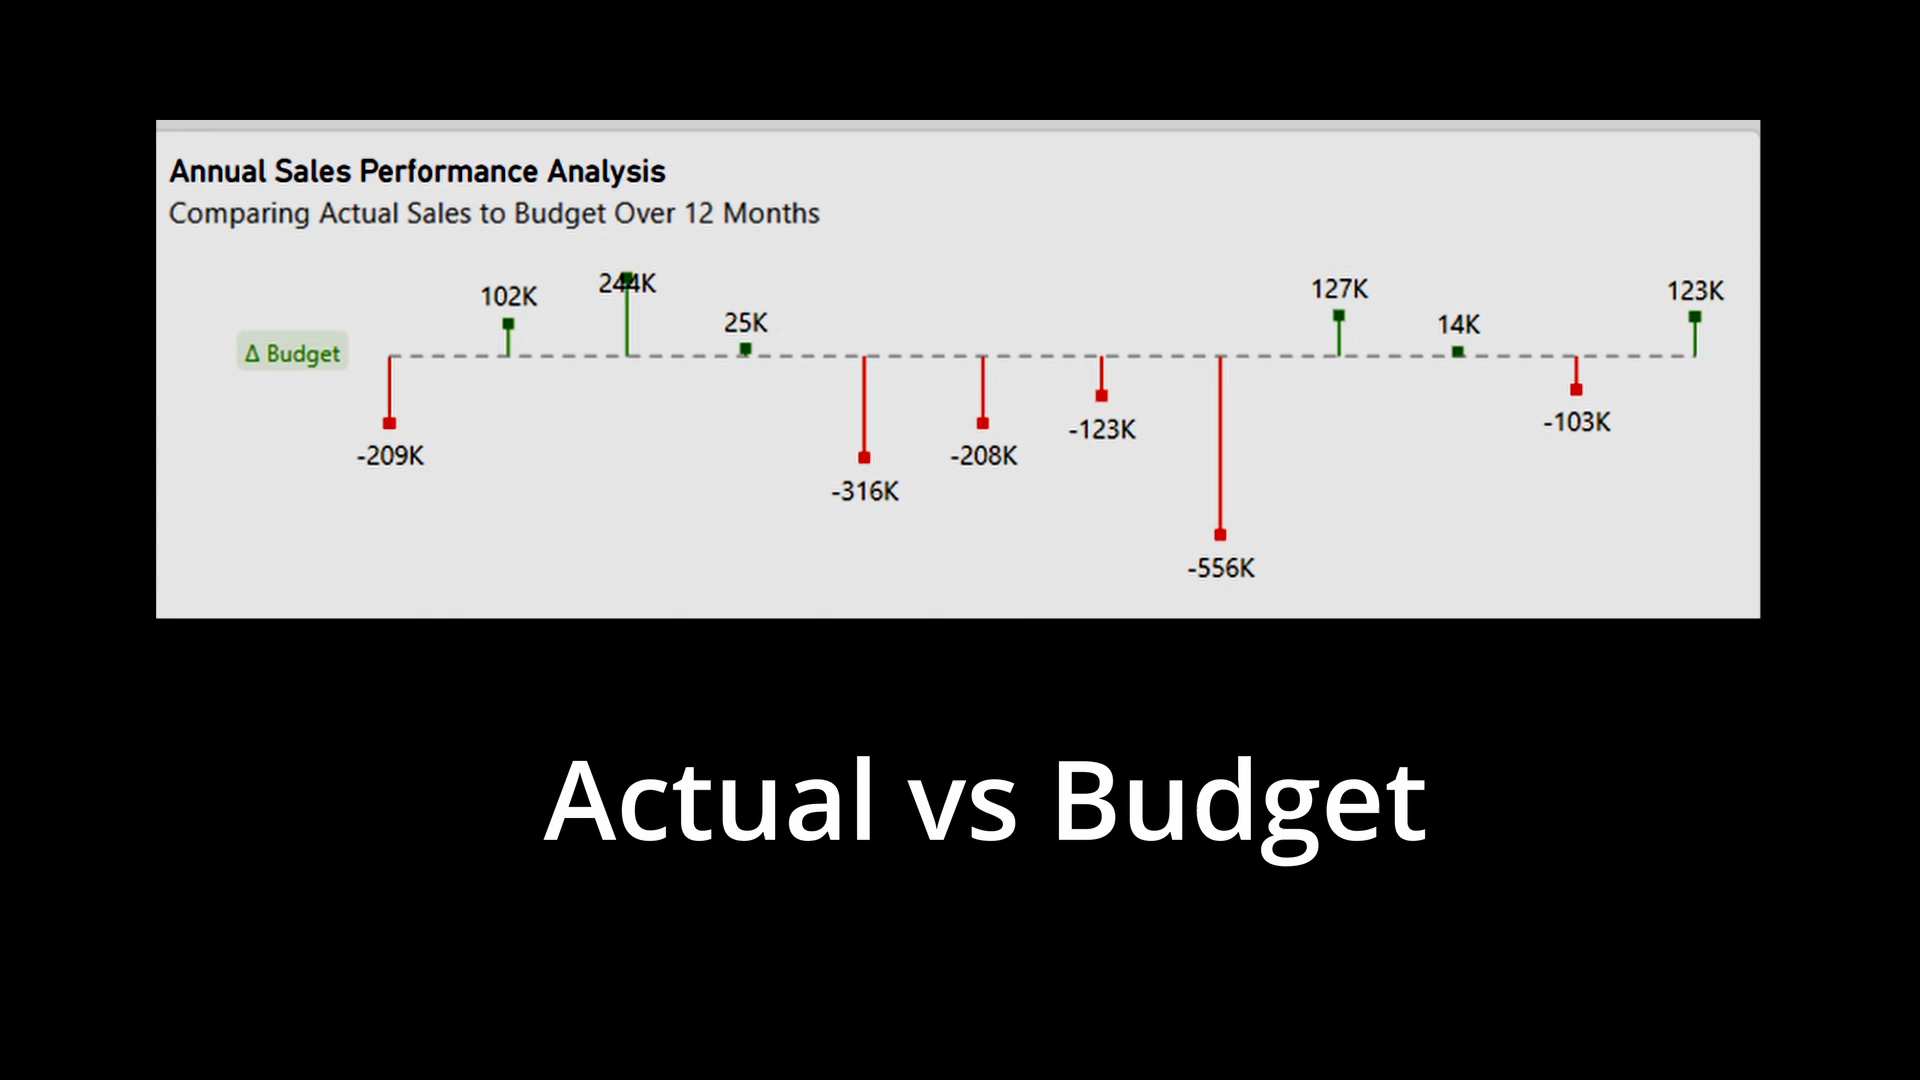 Annual Sales Performance Analysis
Comparing Actual Sales to Budget Over 12 Months
Δ Budget
-209K
102K
244K
25K
-316K
-208K
-123K
-556K
127K
14K
-103K
123K
Actual vs Budget